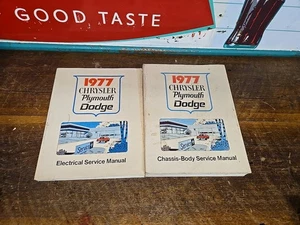 GOOD TASTE
1977
CHRYSLER
Plymouth
Dodge
Electrical Service Manual
1977
CHRYSLER
Plymouth
Dodge
Chassis-Body Service Manual